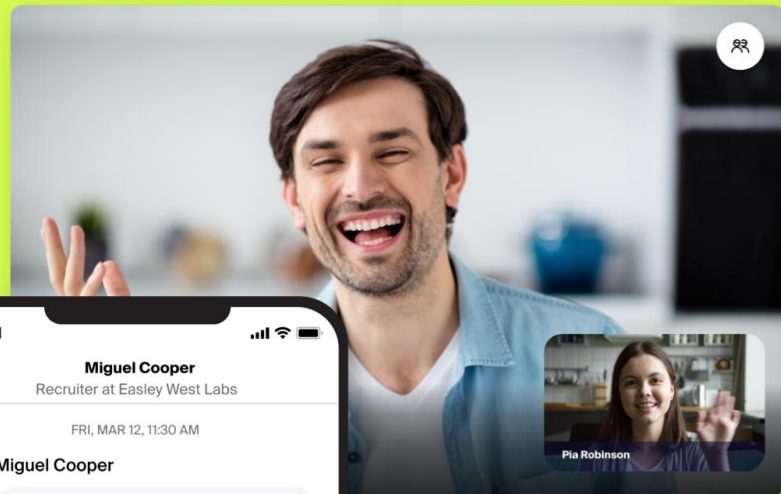 Miguel Cooper
Recruiter at Easley West Labs
FRI, MAR 12, 11:30 AM
Miguel Cooper
Pia Robinson